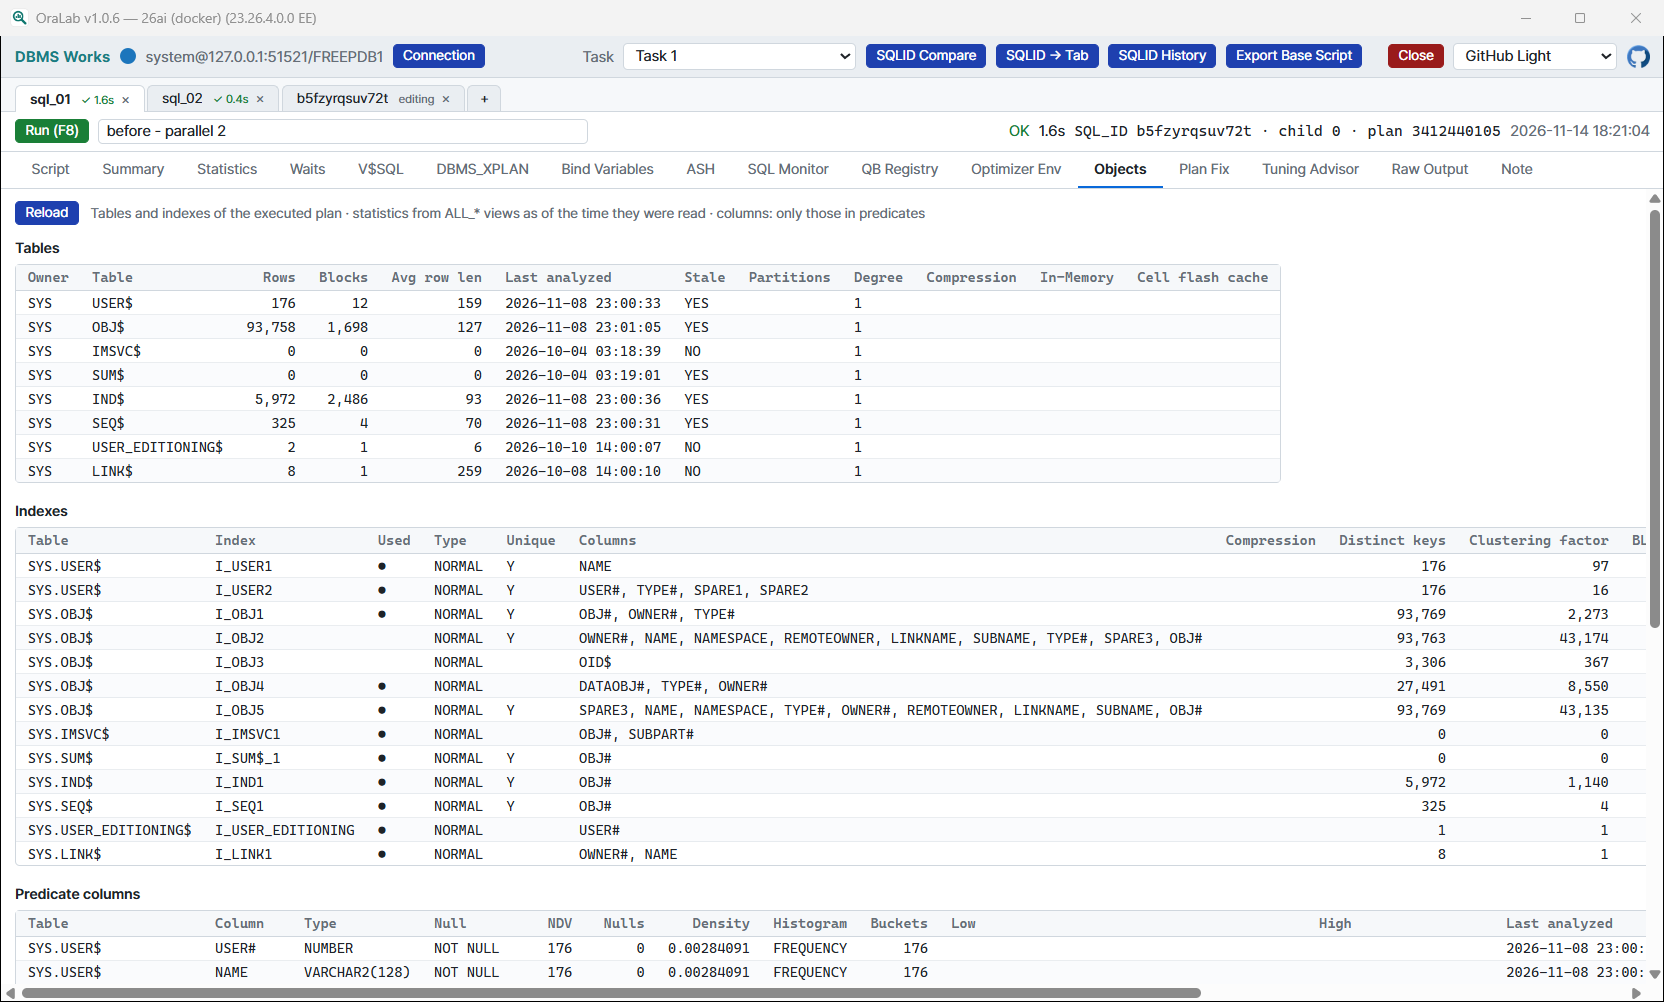 OraLab v1.0.6 — 26ai (docker) (23.26.4.0.0 EE)
DBMS Works system@127.0.0.1:51521/FREEPDB1 Connection Task Task 1 SQLID Compare SQLID → Tab SQLID History Export Base Script Close GitHub Light
sql_01 ✓ 1.6s × sql_02 ✓ 0.4s × b5fzyrqsuv72t editing × +
Run (F8) before - parallel 2 OK 1.6s SQL_ID b5fzyrqsuv72t · child 0 · plan 3412440105 2026-11-14 18:21:04
Script Summary Statistics Waits V$SQL DBMS_XPLAN Bind Variables ASH SQL Monitor QB Registry Optimizer Env Objects Plan Fix Tuning Advisor Raw Output Note
Reload Tables and indexes of the executed plan · statistics from ALL_* views as of the time they were read · columns: only those in predicates
Tables
Owner Table Rows Blocks Avg row len Last analyzed Stale Partitions Degree Compression In-Memory Cell flash cache
SYS USER$ 176 12 159 2026-11-08 23:00:33 YES 1
SYS OBJ$ 93,758 1,698 127 2026-11-08 23:01:05 YES 1
SYS IMSVC$ 0 0 0 2026-10-04 03:18:39 NO 1
SYS SUM$ 0 0 0 2026-10-04 03:19:01 YES 1
SYS IND$ 5,972 2,486 93 2026-11-08 23:00:36 YES 1
SYS SEQ$ 325 4 70 2026-11-08 23:00:31 YES 1
SYS USER_EDITIONING$ 2 1 6 2026-10-10 14:00:07 NO 1
SYS LINK$ 8 1 259 2026-10-08 14:00:10 NO 1
Indexes
Table Index Used Type Unique Columns Compression Distinct keys Clustering factor BL
SYS.USER$ I_USER1 ● NORMAL Y NAME 176 97
SYS.USER$ I_USER2 ● NORMAL Y USER#, TYPE#, SPARE1, SPARE2 176 16
SYS.OBJ$ I_OBJ1 ● NORMAL Y OBJ#, OWNER#, TYPE# 93,769 2,273
SYS.OBJ$ I_OBJ2 NORMAL Y OWNER#, NAME, NAMESPACE, REMOTEOWNER, LINKNAME, SUBNAME, TYPE#, SPARE3, OBJ# 93,763 43,174
SYS.OBJ$ I_OBJ3 NORMAL OID$ 3,306 367
SYS.OBJ$ I_OBJ4 ● NORMAL DATAOBJ#, TYPE#, OWNER# 27,491 8,550
SYS.OBJ$ I_OBJ5 ● NORMAL Y SPARE3, NAME, NAMESPACE, TYPE#, OWNER#, REMOTEOWNER, LINKNAME, SUBNAME, OBJ# 93,769 43,135
SYS.IMSVC$ I_IMSVC1 ● NORMAL OBJ#, SUBPART# 0 0
SYS.SUM$ I_SUM$_1 ● NORMAL Y OBJ# 0 0
SYS.IND$ I_IND1 ● NORMAL Y OBJ# 5,972 1,140
SYS.SEQ$ I_SEQ1 ● NORMAL Y OBJ# 325 4
SYS.USER_EDITIONING$ I_USER_EDITIONING ● NORMAL USER# 1 1
SYS.LINK$ I_LINK1 ● NORMAL OWNER#, NAME 8 1
Predicate columns
Table Column Type Null NDV Nulls Density Histogram Buckets Low High Last analyzed
SYS.USER$ USER# NUMBER NOT NULL 176 0 0.00284091 FREQUENCY 176 2026-11-08 23:00:
SYS.USER$ NAME VARCHAR2(128) NOT NULL 176 0 0.00284091 FREQUENCY 176 2026-11-08 23:00: